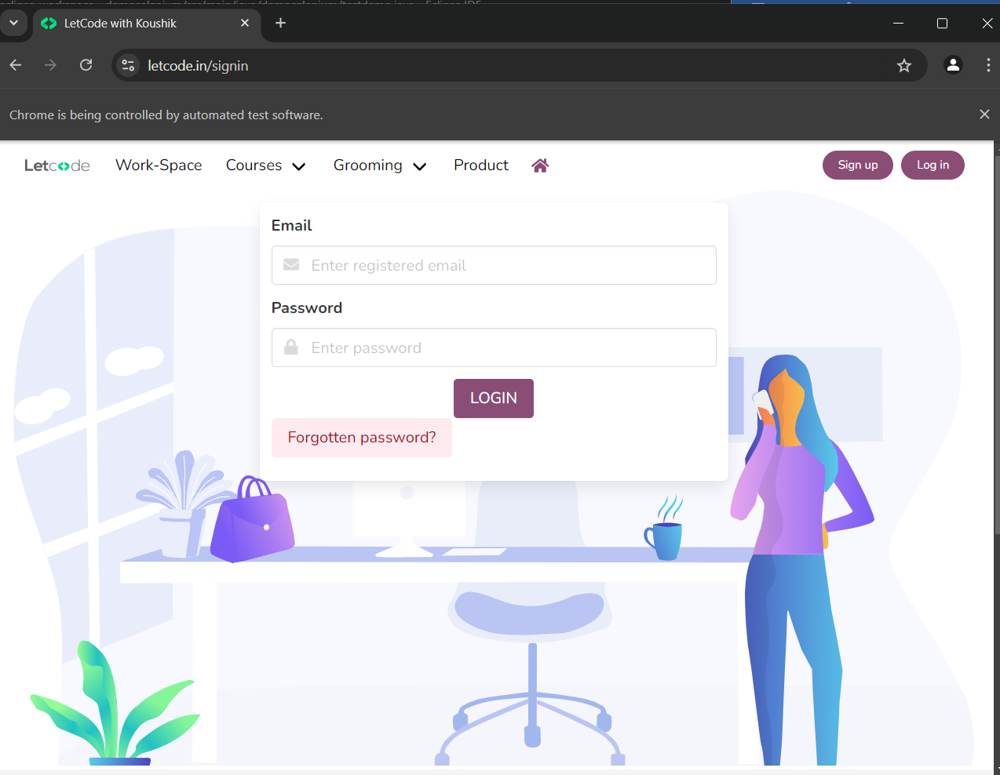 LetCode with Koushik
letcode.in/signin
Chrome is being controlled by automated test software.
Letcode Work-Space Courses Grooming Product Sign up Log in
Email
Enter registered email
Password
Enter password
LOGIN
Forgotten password?